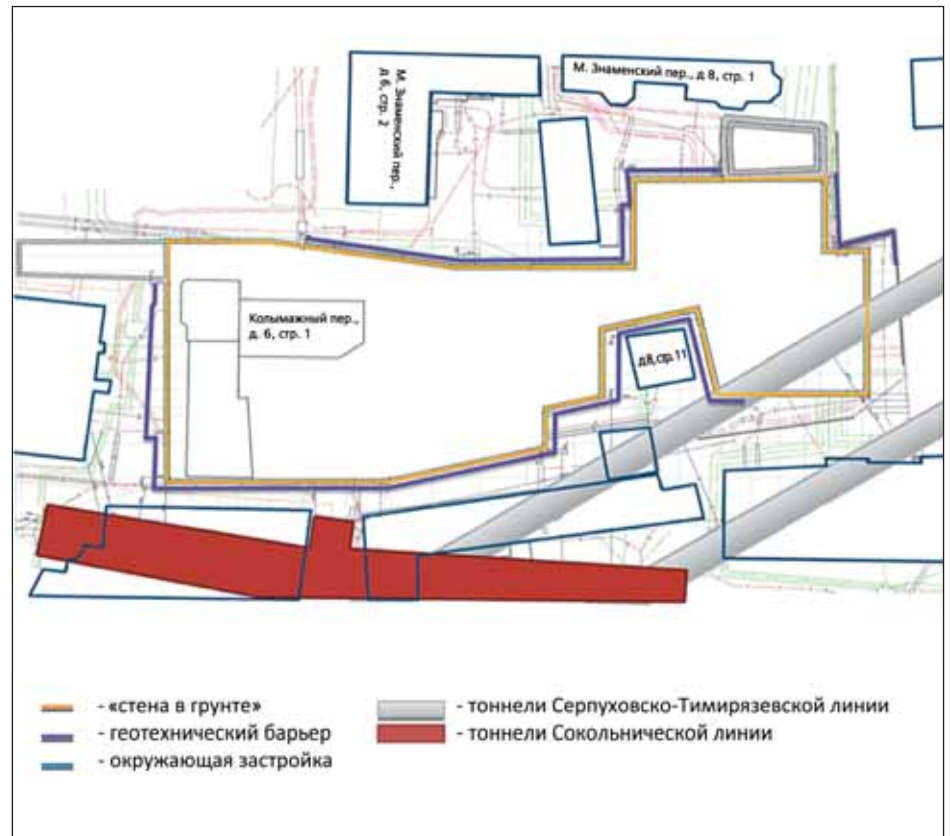 М. Знаменский пер.,
д 6, стр. 2
М. Знаменский пер., д 8, стр. 1
Колымажный пер.,
д. 6, стр. 1
д8,стр.11
- «стена в грунте»
- геотехнический барьер
- окружающая застройка
- тоннели Серпуховско-Тимирязевской линии
- тоннели Сокольнической линии